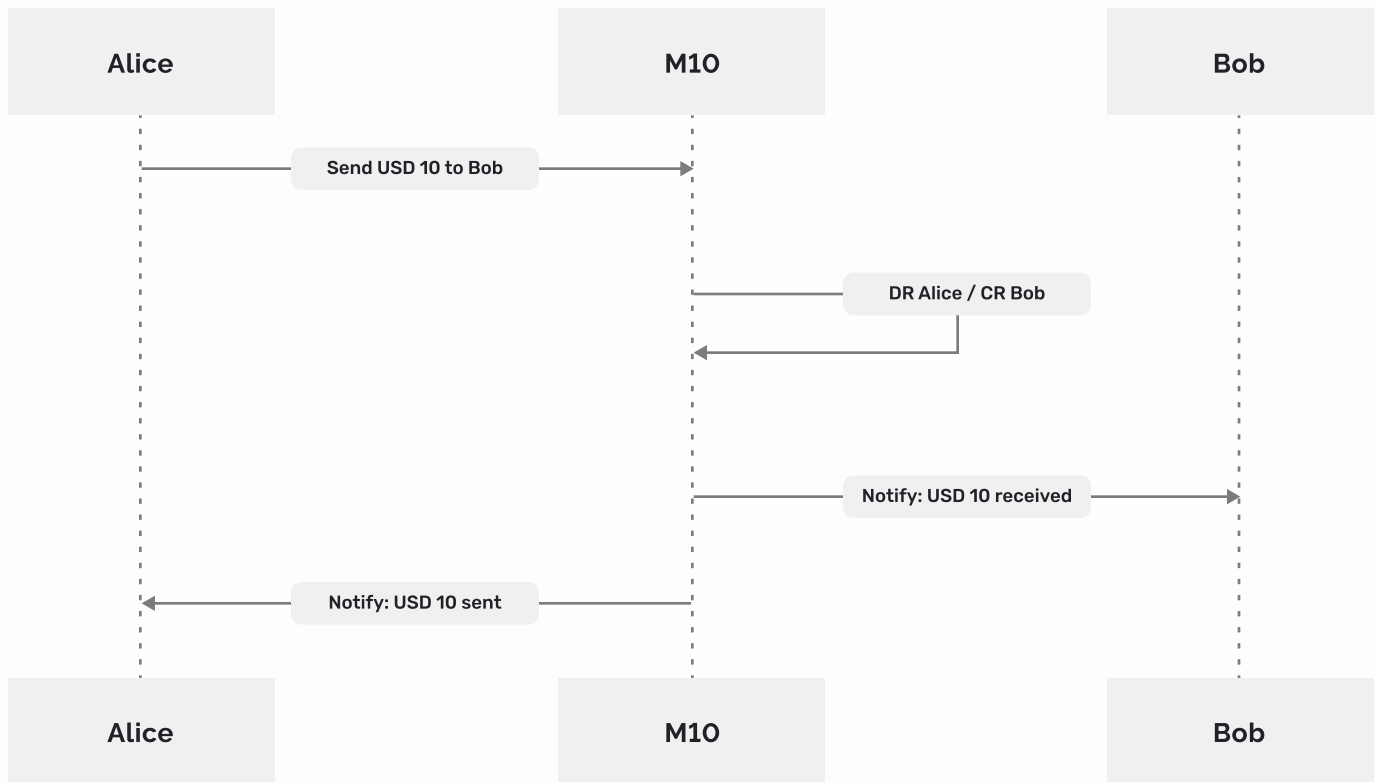 Alice
M10
Bob
Send USD 10 to Bob
DR Alice / CR Bob
Notify: USD 10 received
Notify: USD 10 sent
Alice
M10
Bob